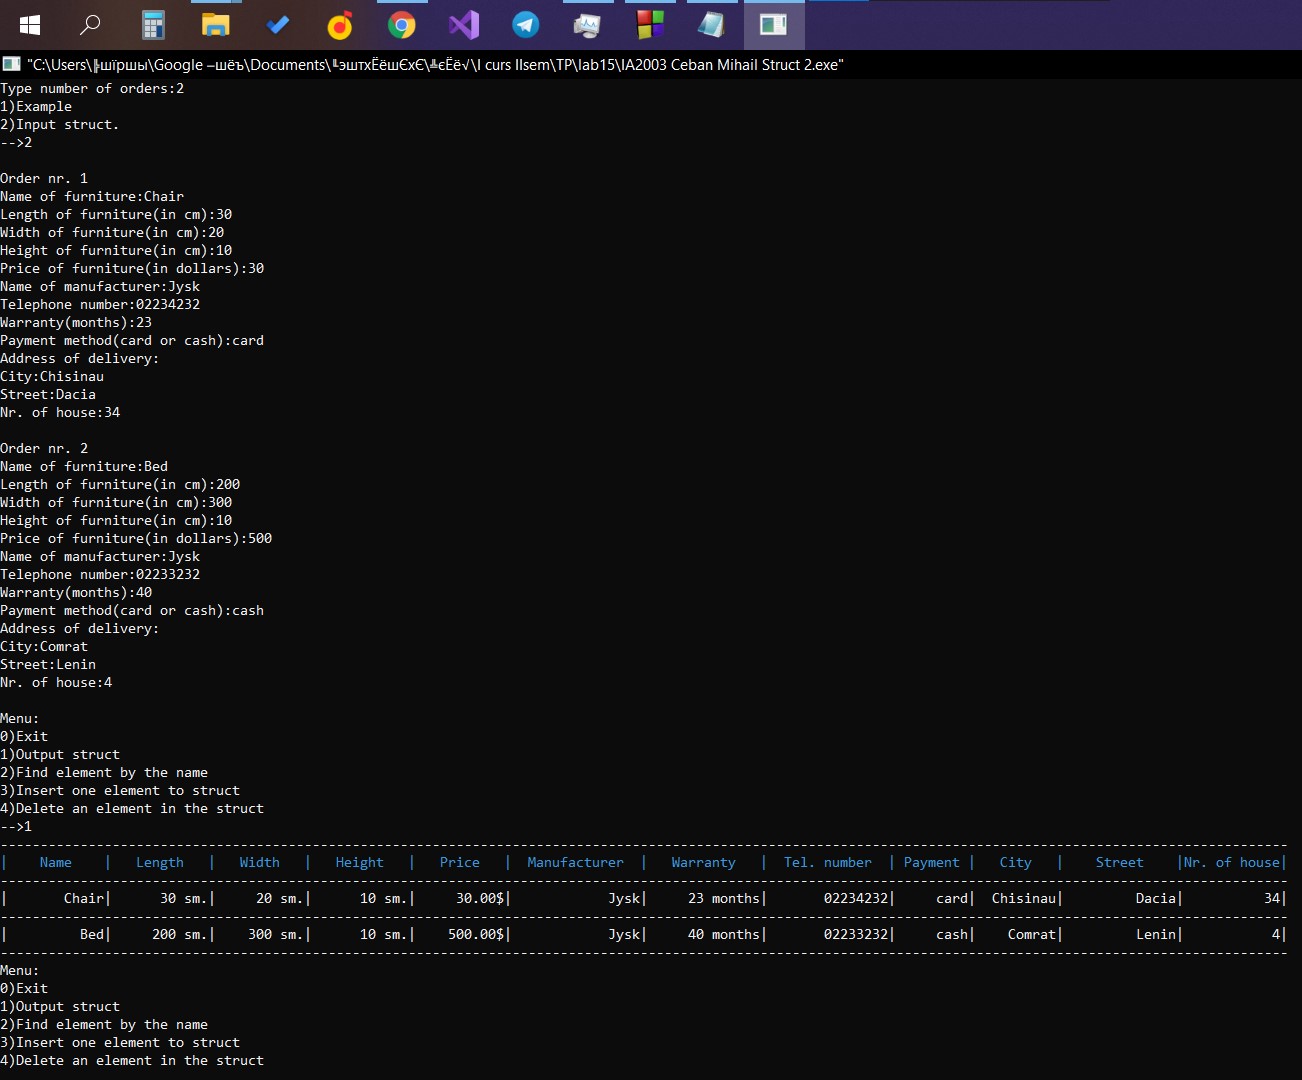 "C:\Users\╠шїршы\Google –шёъ\Documents\╙эштхЁёшЄхЄ\╩єЁё√\I curs IIsem\TP\lab15\IA2003 Ceban Mihail Struct 2.exe"
Type number of orders:2
1)Example
2)Input struct.
-->2
Order nr. 1
Name of furniture:Chair
Length of furniture(in cm):30
Width of furniture(in cm):20
Height of furniture(in cm):10
Price of furniture(in dollars):30
Name of manufacturer:Jysk
Telephone number:02234232
Warranty(months):23
Payment method(card or cash):card
Address of delivery:
City:Chisinau
Street:Dacia
Nr. of house:34
Order nr. 2
Name of furniture:Bed
Length of furniture(in cm):200
Width of furniture(in cm):300
Height of furniture(in cm):10
Price of furniture(in dollars):500
Name of manufacturer:Jysk
Telephone number:02233232
Warranty(months):40
Payment method(card or cash):cash
Address of delivery:
City:Comrat
Street:Lenin
Nr. of house:4
Menu:
0)Exit
1)Output struct
2)Find element by the name
3)Insert one element to struct
4)Delete an element in the struct
-->1
| Name | Length | Width | Height | Price | Manufacturer | Warranty | Tel. number | Payment | City | Street |Nr. of house|
| Chair| 30 sm.| 20 sm.| 10 sm.| 30.00$| Jysk| 23 months| 02234232| card| Chisinau| Dacia| 34|
| Bed| 200 sm.| 300 sm.| 10 sm.| 500.00$| Jysk| 40 months| 02233232| cash| Comrat| Lenin| 4|
Menu:
0)Exit
1)Output struct
2)Find element by the name
3)Insert one element to struct
4)Delete an element in the struct